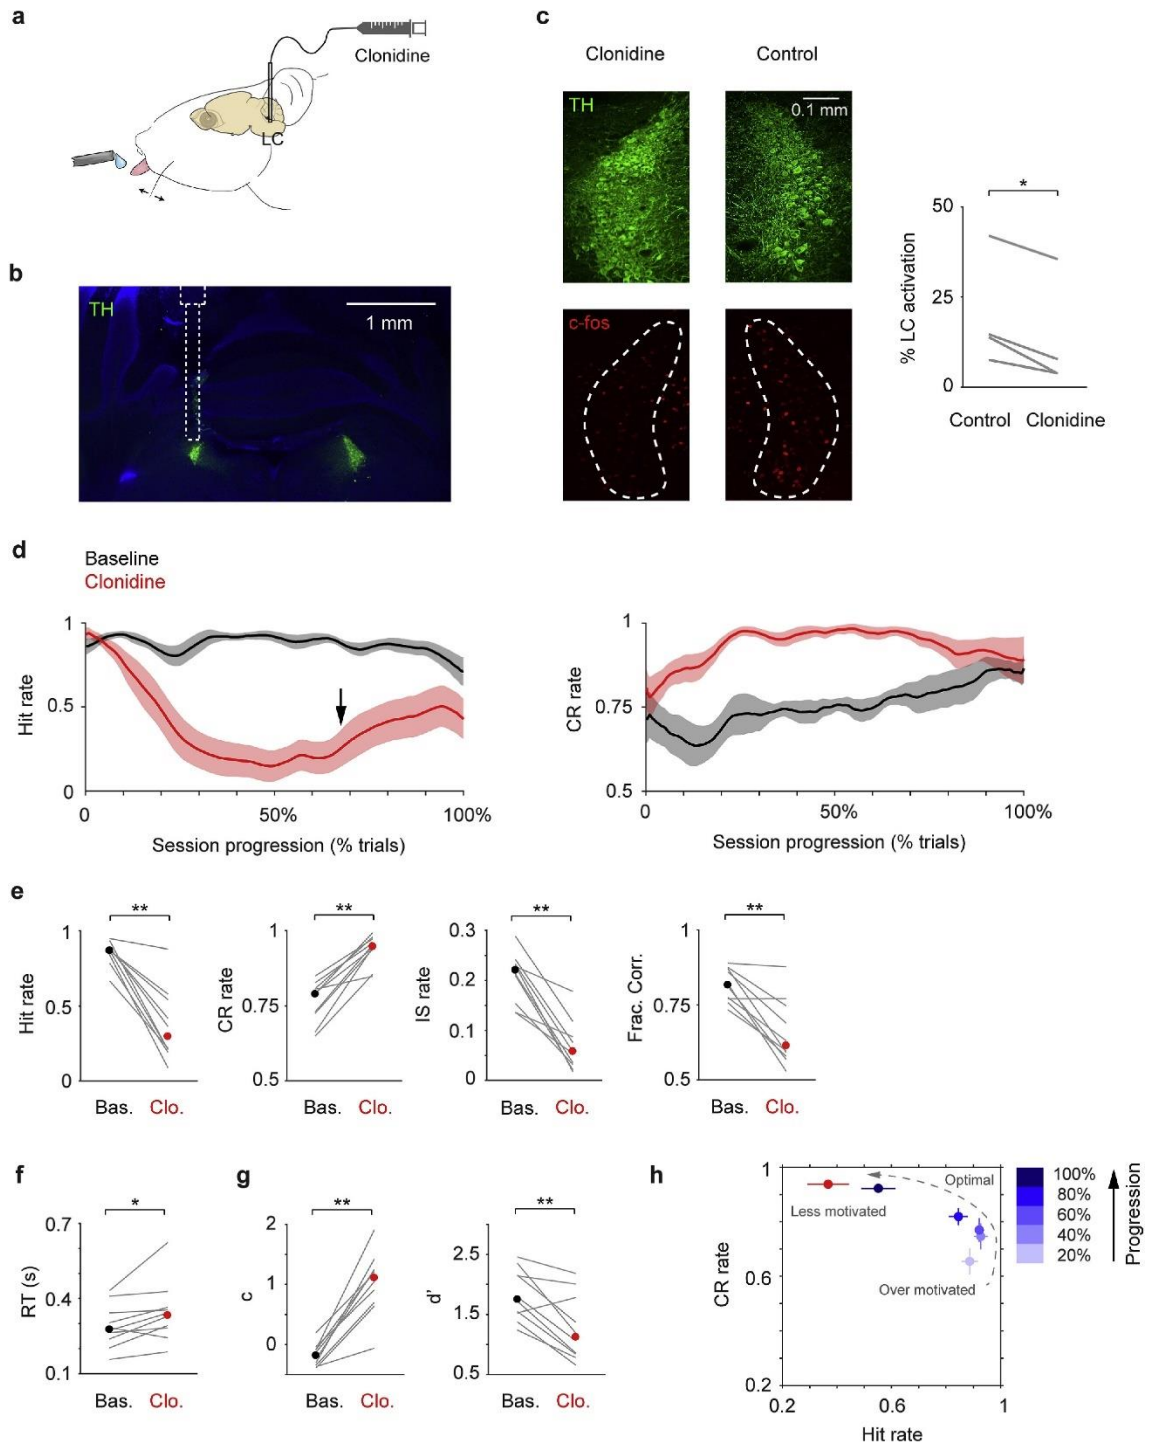 a
Clonidine
LC
b
TH
1 mm
c
Clonidine Control
TH
0.1 mm
c-fos
*
50
25
0
% LC activation
Control Clonidine
d
Baseline
Clonidine
1
0.5
0
Hit rate
0 50% 100%
Session progression (% trials)
1
0.75
0.5
CR rate
0 50% 100%
Session progression (% trials)
e
**
1
0.5
0
Hit rate
Bas. Clo.
**
1
0.75
0.5
CR rate
Bas. Clo.
**
0.3
0.2
0.1
0
IS rate
Bas. Clo.
**
1
0.75
0.5
Frac. Corr.
Bas. Clo.
f
*
0.7
0.4
0.1
RT (s)
Bas. Clo.
g
**
2
1
0
c
Bas. Clo.
**
2.5
1.5
0.5
d'
Bas. Clo.
h
1
0.6
0.2
CR rate
Optimal
Less motivated
Over motivated
0.2 0.6 1
Hit rate
100%
80%
60%
40%
20%
Progression